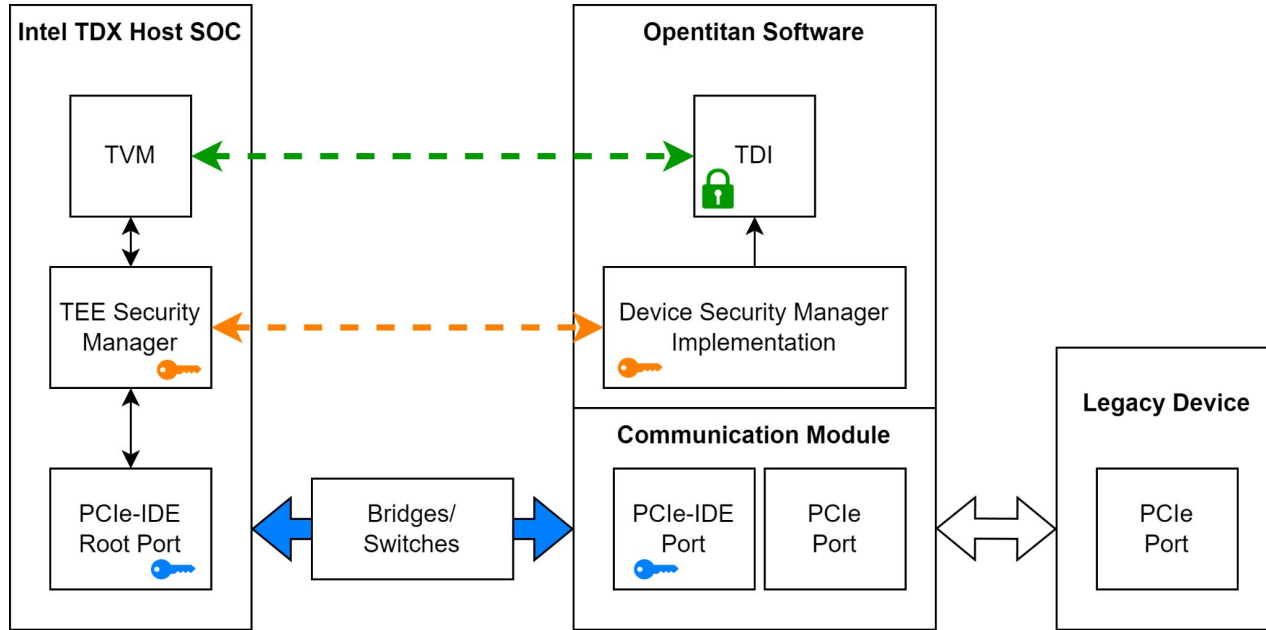 Intel TDX Host SOC
TVM
TEE Security
Manager
PCIe-IDE
Root Port
Bridges/
Switches
Opentitan Software
TDI
Device Security Manager
Implementation
Communication Module
PCIe-IDE
Port
PCIe
Port
Legacy Device
PCIe
Port